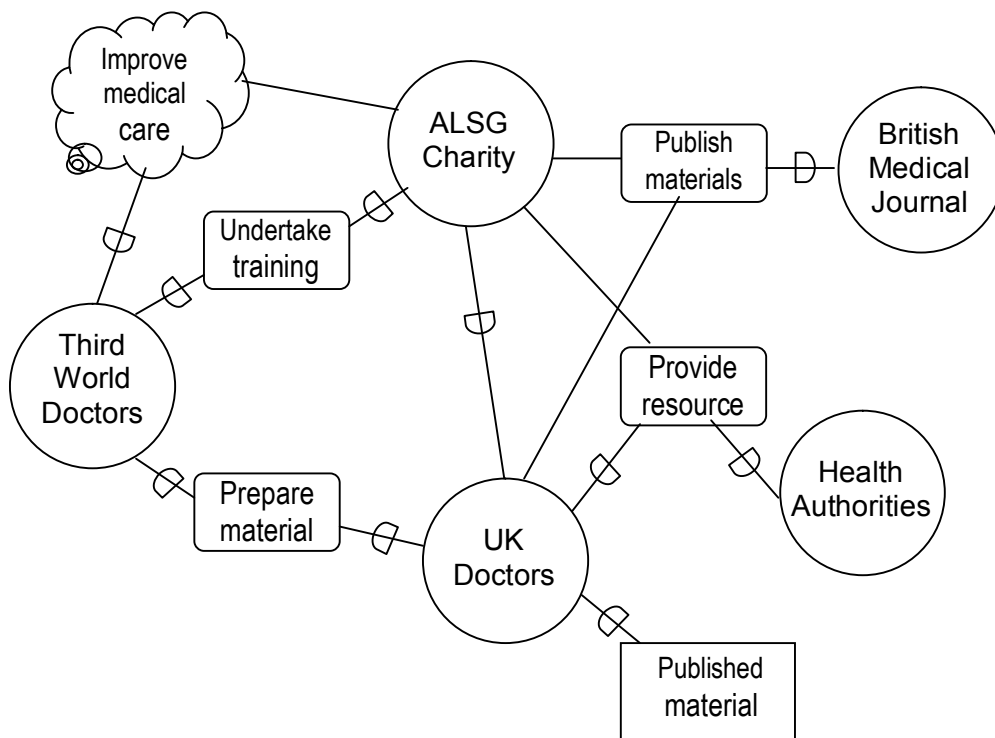 Improve
medical
care
ALSG
Charity
Publish
materials
British
Medical
Journal
Undertake
training
Third
World
Doctors
Provide
resource
Health
Authorities
Prepare
material
UK
Doctors
Published
material